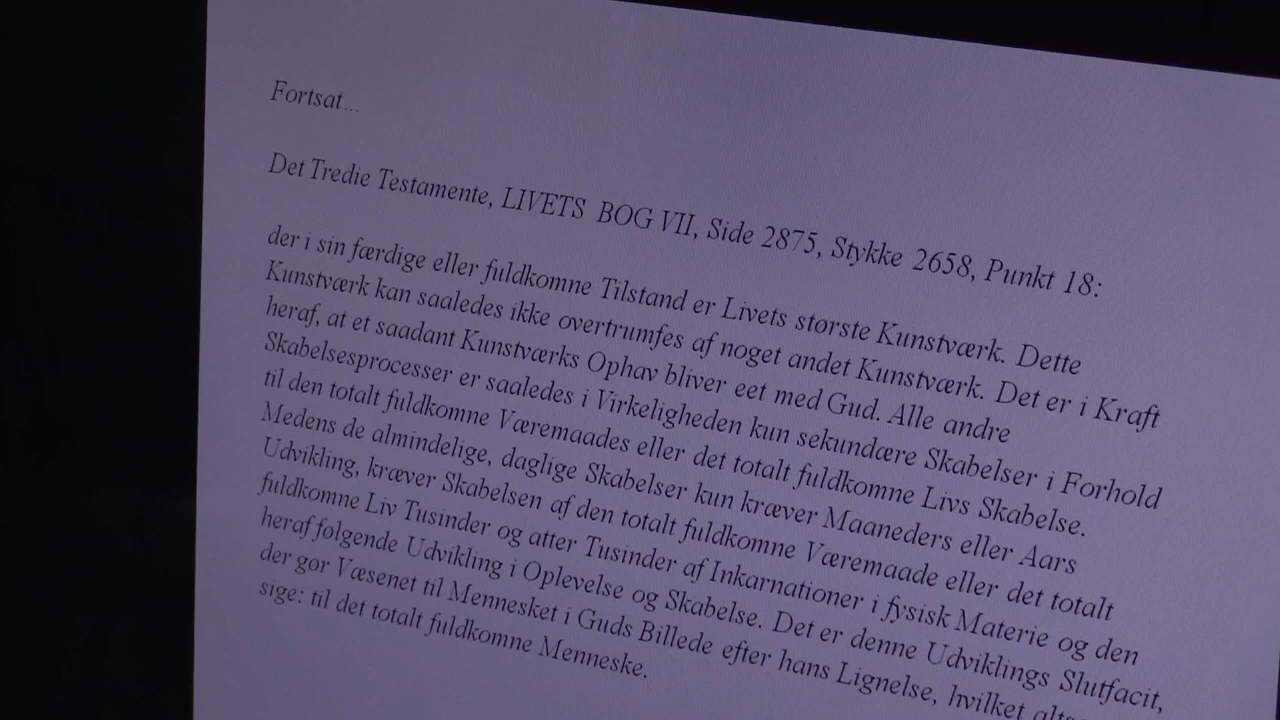 Fortsat...
Det Tredie Testamente, LIVETS BOG VII, Side 2875, Stykke 2658, Punkt 18:
der i sin færdige eller fuldkomne Tilstand er Livets største Kunstværk. Dette
Kunstværk kan saaledes ikke overtrumfes af noget andet Kunstværk. Det er i Kraft
heraf, at et saadant Kunstværks Ophav bliver eet med Gud. Alle andre
Skabelsesprocesser er saaledes i Virkeligheden kun sekundære Skabelser i Forhold
til den totalt fuldkomne Væremaades eller det totalt fuldkomne Livs Skabelse.
Medens de almindelige, daglige Skabelser kun kræver Maaneders eller Aars
Udvikling, kræver Skabelsen af den totalt fuldkomne Væremaade eller det totalt
fuldkomne Liv Tusinder og atter Tusinder af Inkarnationer i fysisk Materie og den
heraf følgende Udvikling i Oplevelse og Skabelse. Det er denne Udviklings Slutfacit,
der gør Væsenet til Mennesket i Guds Billede efter hans Lignelse, hvilket
sige: til det totalt fuldkomne Menneske.